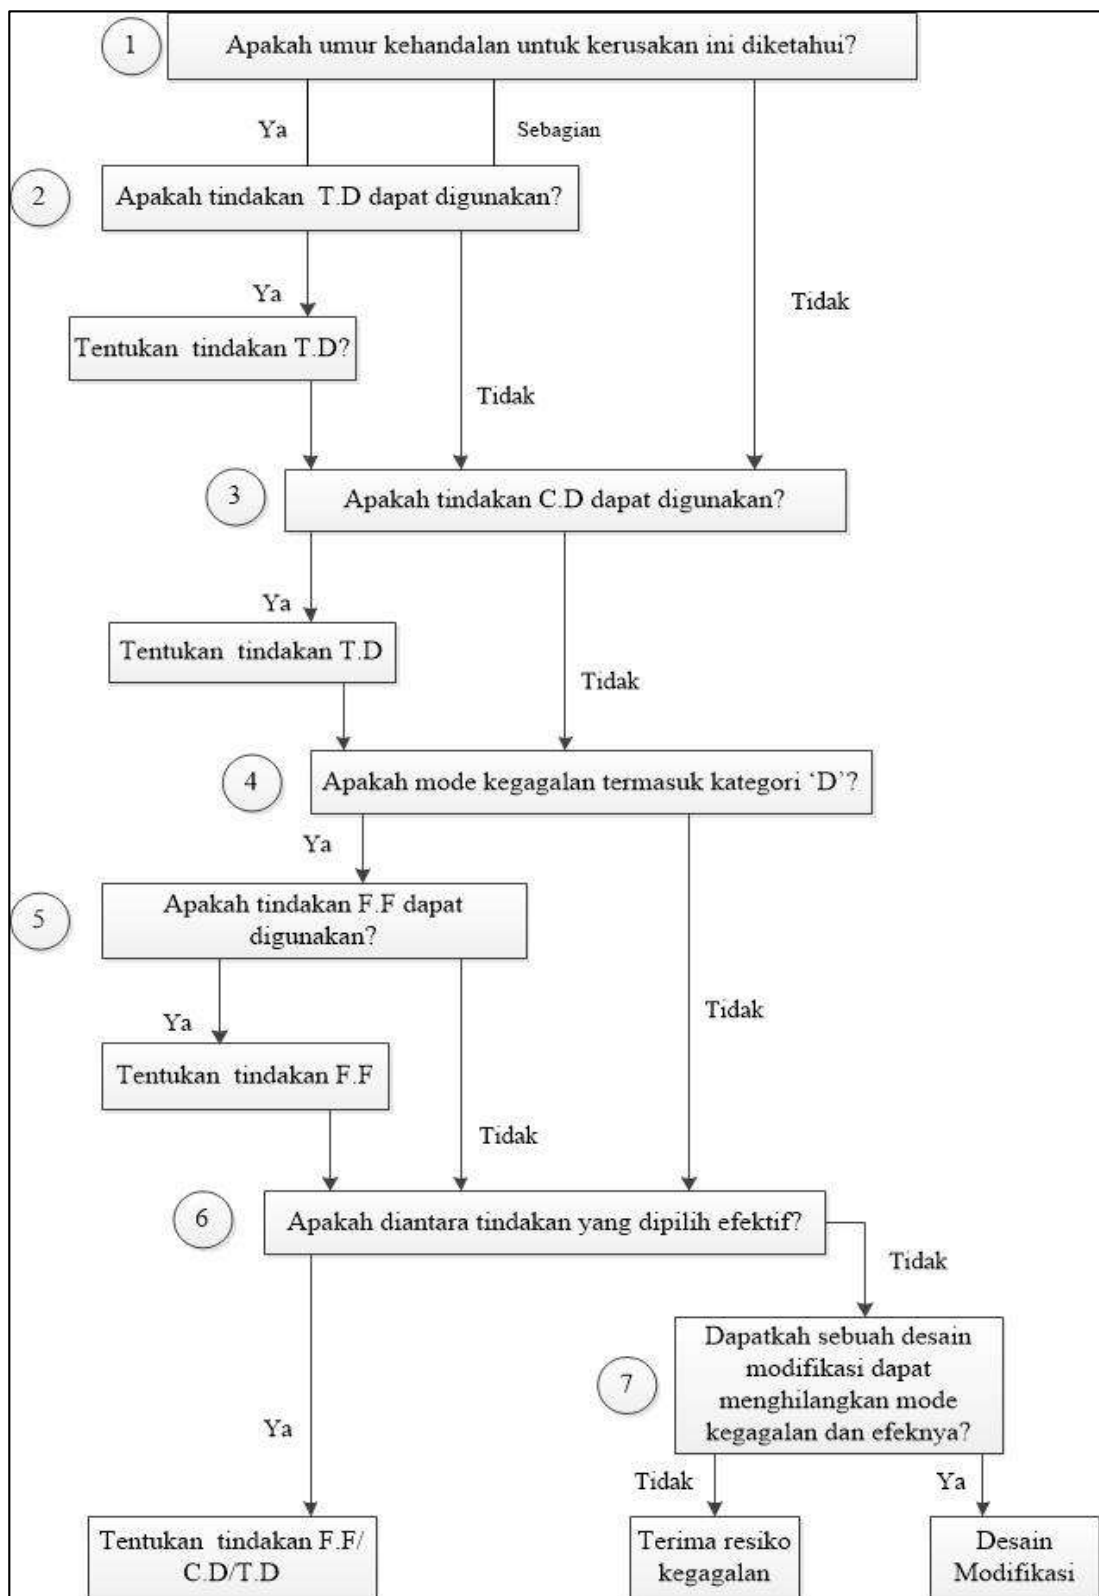 1
Apakah umur kehandalan untuk kerusakan ini diketahui?
Ya
Sebagian
2
Apakah tindakan T.D dapat digunakan?
Ya
Tidak
Tentukan tindakan T.D?
Tidak
3
Apakah tindakan C.D dapat digunakan?
Ya
Tentukan tindakan T.D
Tidak
4
Apakah mode kegagalan termasuk kategori ‘D’?
Ya
5
Apakah tindakan F.F dapat
digunakan?
Ya
Tidak
Tentukan tindakan F.F
Tidak
6
Apakah diantara tindakan yang dipilih efektif?
Tidak
7
Dapatkah sebuah desain
modifikasi dapat
menghilangkan mode
kegagalan dan efeknya?
Ya
Tidak
Ya
Tentukan tindakan F.F/
C.D/T.D
Terima resiko
kegagalan
Desain
Modifikasi